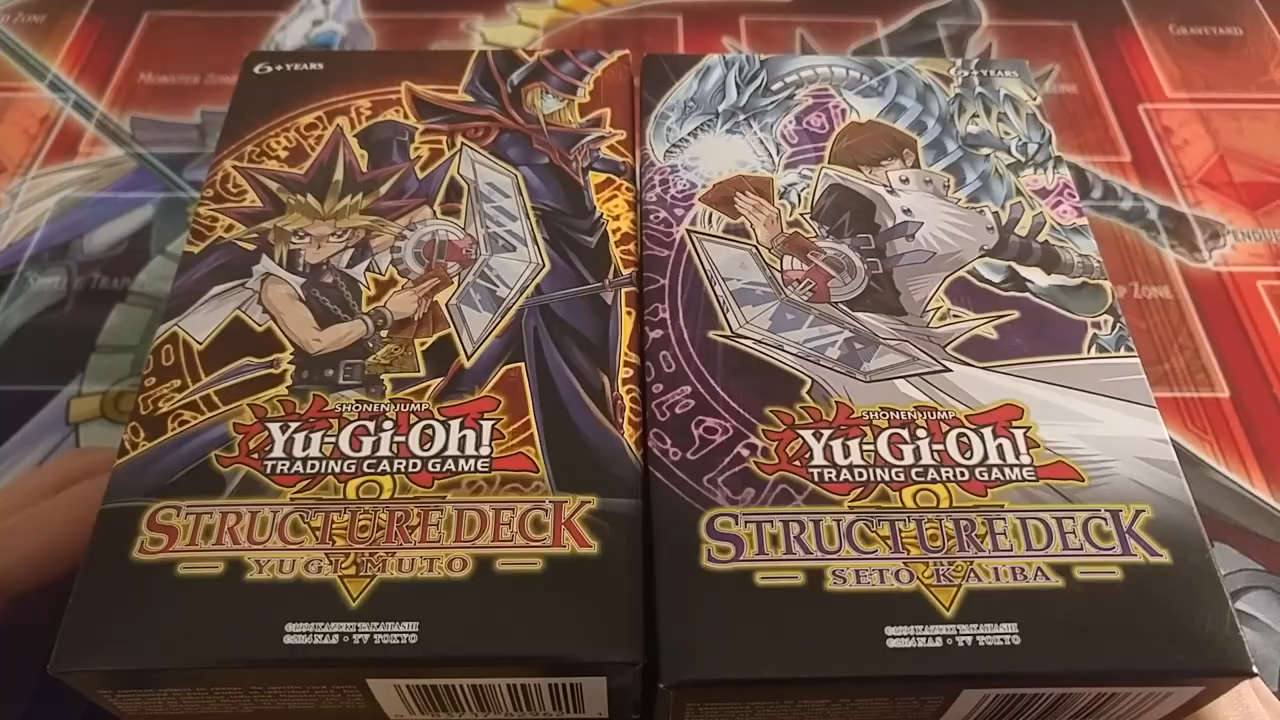 GRAVEYARD
MONSTER ZONE
6+ YEARS
SHONEN JUMP
Yu-Gi-Oh!
TRADING CARD GAME
STRUCTURE DECK
YUGI MUTO
©1996 KAZUKI TAKAHASHI
©2014 NAS • TV TOKYO
6+ YEARS
SHONEN JUMP
Yu-Gi-Oh!
TRADING CARD GAME
STRUCTURE DECK
SETO KAIBA
©1996 KAZUKI TAKAHASHI
©2014 NAS • TV TOKYO